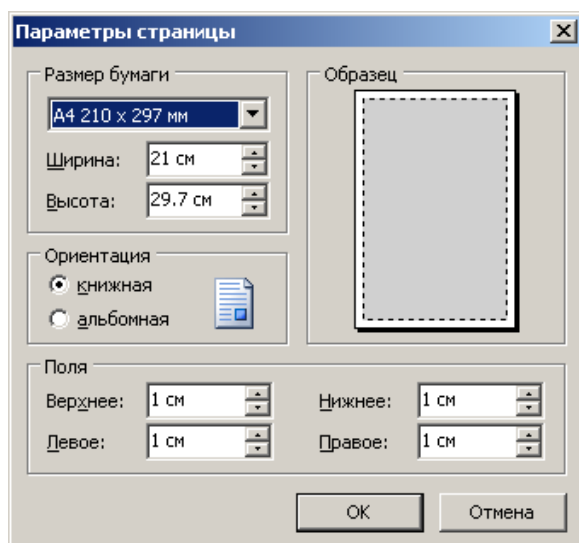 Параметры страницы
Размер бумаги
A4 210 x 297 мм
Ширина: 21 см
Высота: 29.7 см
Образец
Ориентация
книжная
альбомная
Поля
Верхнее: 1 см Нижнее: 1 см
Левое: 1 см Правое: 1 см
OK Отмена